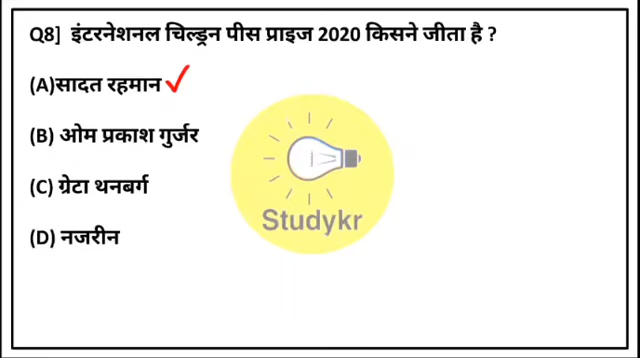 Q8] इंटरनेशनल चिल्ड्रन पीस प्राइज 2020 किसने जीता है ?
(A)सादत रहमान
(B) ओम प्रकाश गुर्जर
(C) ग्रेटा थनबर्ग
Studykr
(D) नजरीन